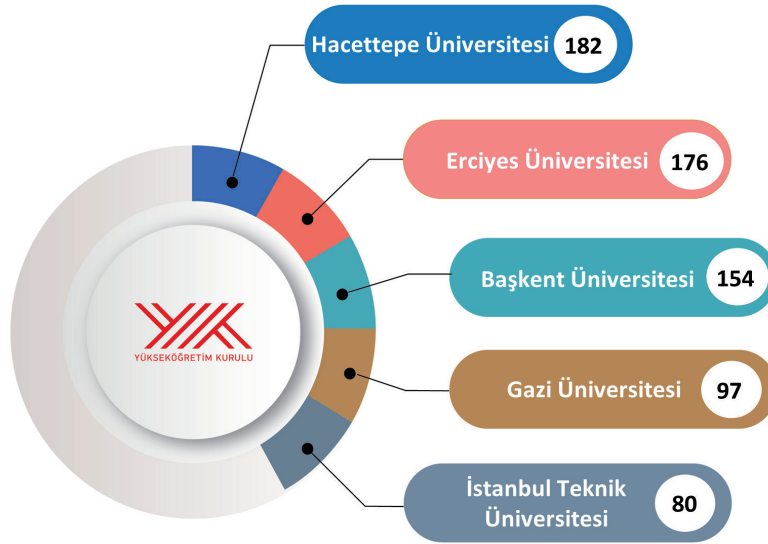 Hacettepe Üniversitesi 182
Erciyes Üniversitesi 176
Başkent Üniversitesi 154
YÜKSEKÖĞRETİM KURULU
Gazi Üniversitesi 97
İstanbul Teknik
Üniversitesi 80